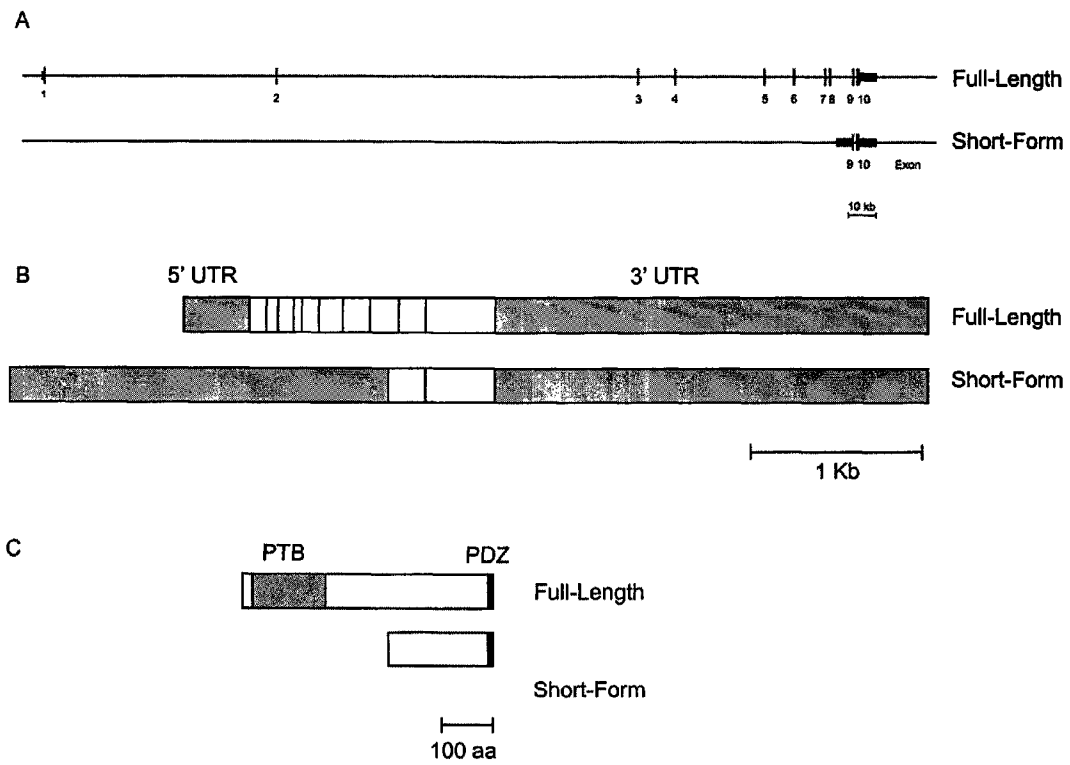 A
Full-Length
1 2 3 4 5 6 7 8 9 10
Short-Form
9 10 Exon
10 kb
B
5' UTR 3' UTR
Full-Length
Short-Form
1 Kb
C
PTB PDZ
Full-Length
Short-Form
100 aa